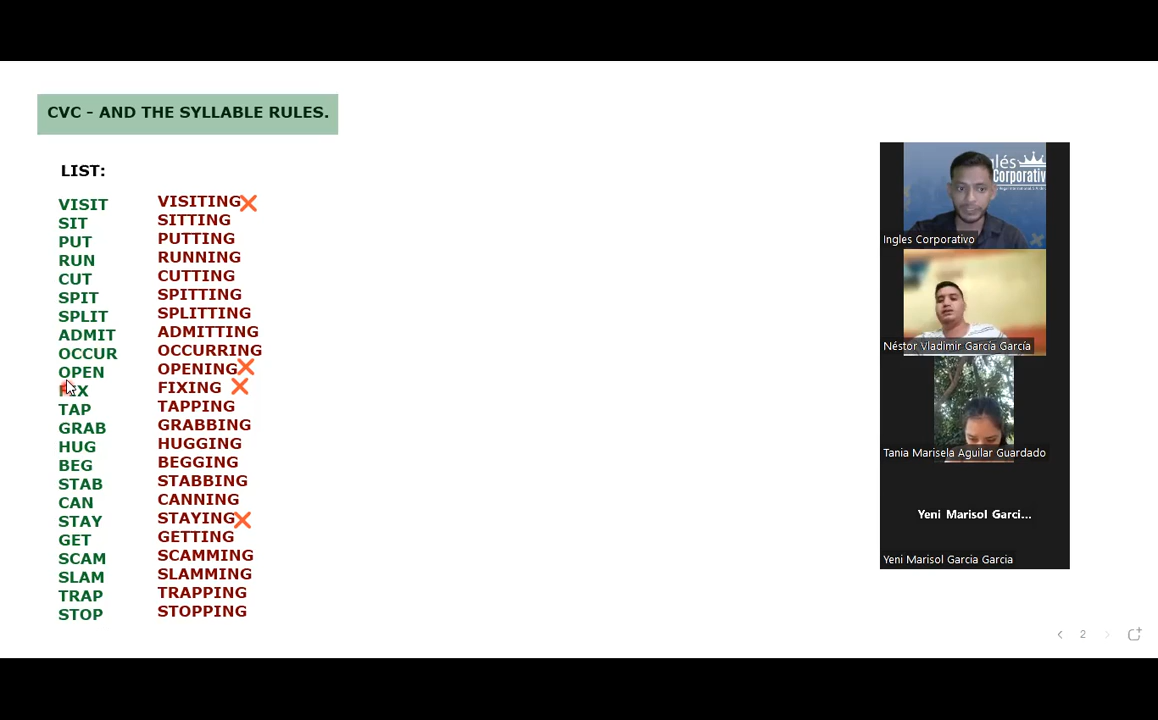 CVC - AND THE SYLLABLE RULES.
LIST:
VISIT VISITING
SIT SITTING
PUT PUTTING
RUN RUNNING
CUT CUTTING
SPIT SPITTING
SPLIT SPLITTING
ADMIT ADMITTING
OCCUR OCCURRING
OPEN OPENING
FIX FIXING
TAP TAPPING
GRAB GRABBING
HUG HUGGING
BEG BEGGING
STAB STABBING
CAN CANNING
STAY STAYING
GET GETTING
SCAM SCAMMING
SLAM SLAMMING
TRAP TRAPPING
STOP STOPPING
glés
Corporativ
Ingles Corporativo
Néstor Vladimir García García
Tania Marisela Aguilar Guardado
Yeni Marisol Garci...
Yeni Marisol Garcia Garcia
2